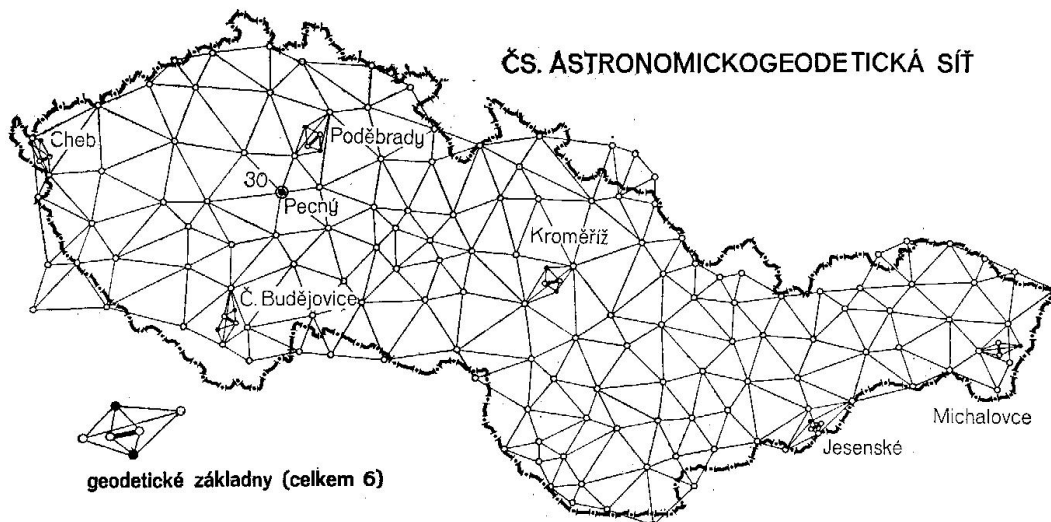 ČS. ASTRONOMICKOGEODETICKÁ SÍŤ
Cheb
Poděbrady
30
Pecný
Kroměříž
Č. Budějovice
Michalovce
Jesenské
geodetické základny (celkem 6)